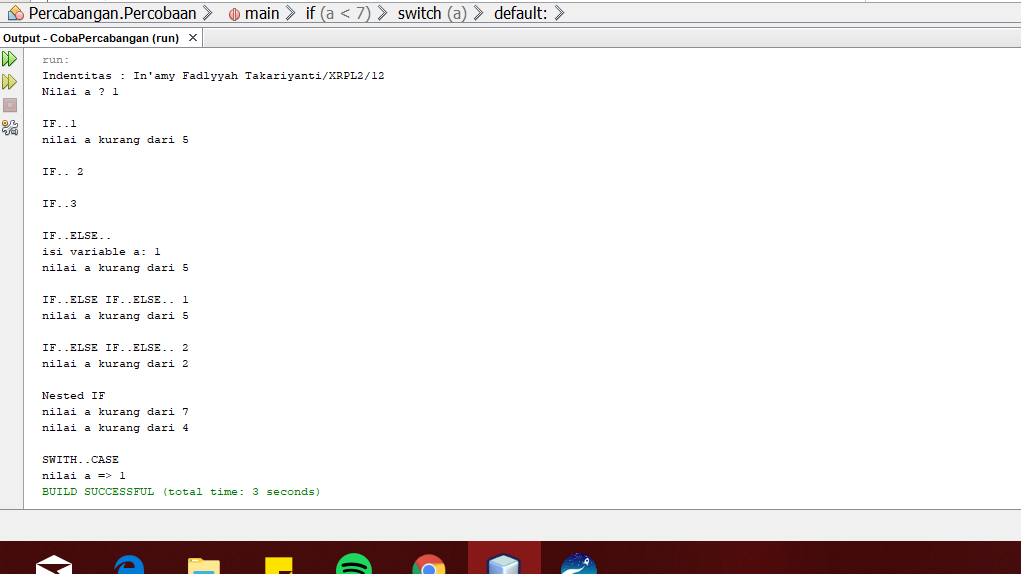 Percabangan.Percobaan main if (a < 7) switch (a) default:
Output - CobaPercabangan (run)
run:
Indentitas : In'amy Fadlyyah Takariyanti/XRPL2/12
Nilai a ? 1
IF..1
nilai a kurang dari 5
IF.. 2
IF..3
IF..ELSE..
isi variable a: 1
nilai a kurang dari 5
IF..ELSE IF..ELSE.. 1
nilai a kurang dari 5
IF..ELSE IF..ELSE.. 2
nilai a kurang dari 2
Nested IF
nilai a kurang dari 7
nilai a kurang dari 4
SWITH..CASE
nilai a => 1
BUILD SUCCESSFUL (total time: 3 seconds)